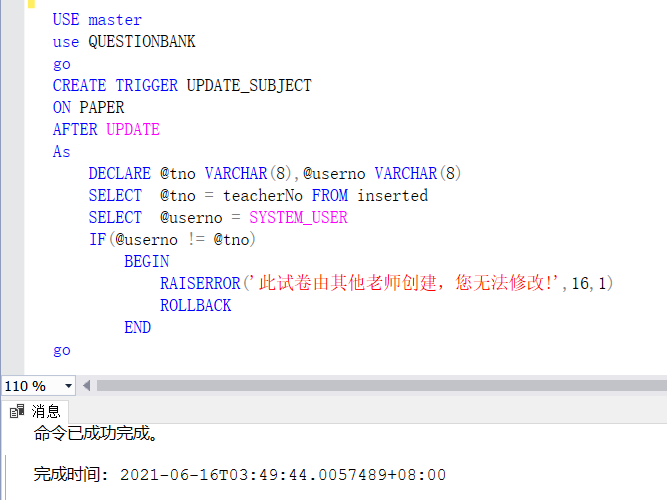 USE master
use QUESTIONBANK
go
CREATE TRIGGER UPDATE_SUBJECT
ON PAPER
AFTER UPDATE
As
DECLARE @tno VARCHAR(8),@userno VARCHAR(8)
SELECT  @tno = teacherNo FROM inserted
SELECT  @userno = SYSTEM_USER
IF(@userno != @tno)
BEGIN
RAISERROR('此试卷由其他老师创建，您无法修改!',16,1)
ROLLBACK
END
go
110 %
消息
命令已成功完成。
完成时间: 2021-06-16T03:49:44.0057489+08:00